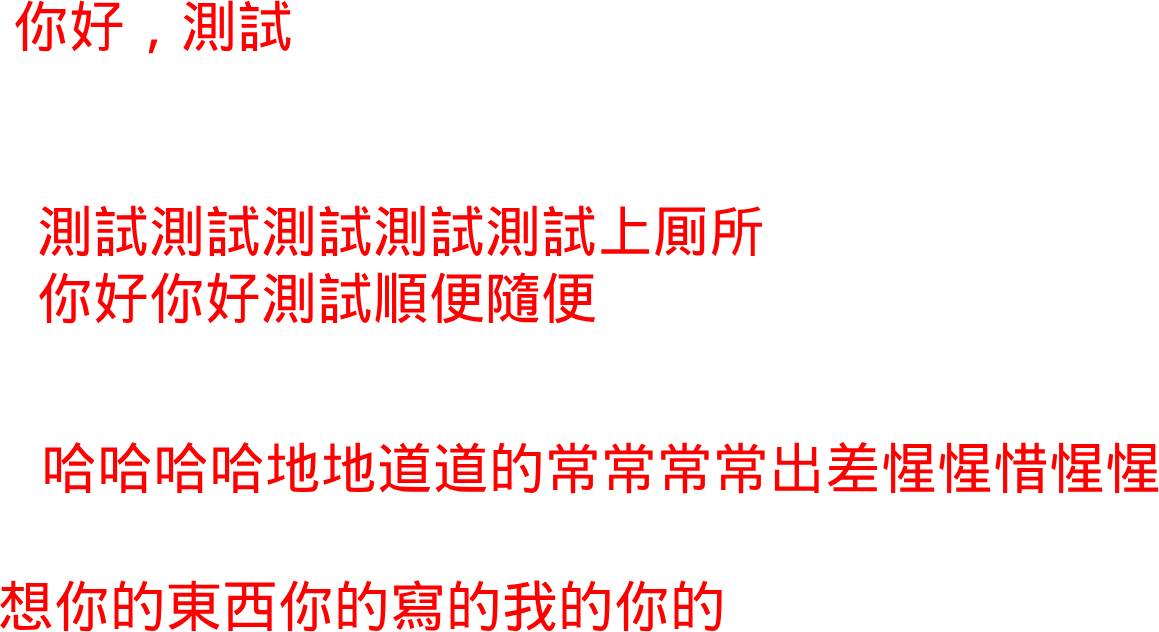 你好，測試
測試測試測試測試測試上厠所
你好你好測試順便隨便
哈哈哈哈地地道道的常常常常出差惺惺惜惺惺
想你的東西你的寫的我的你的